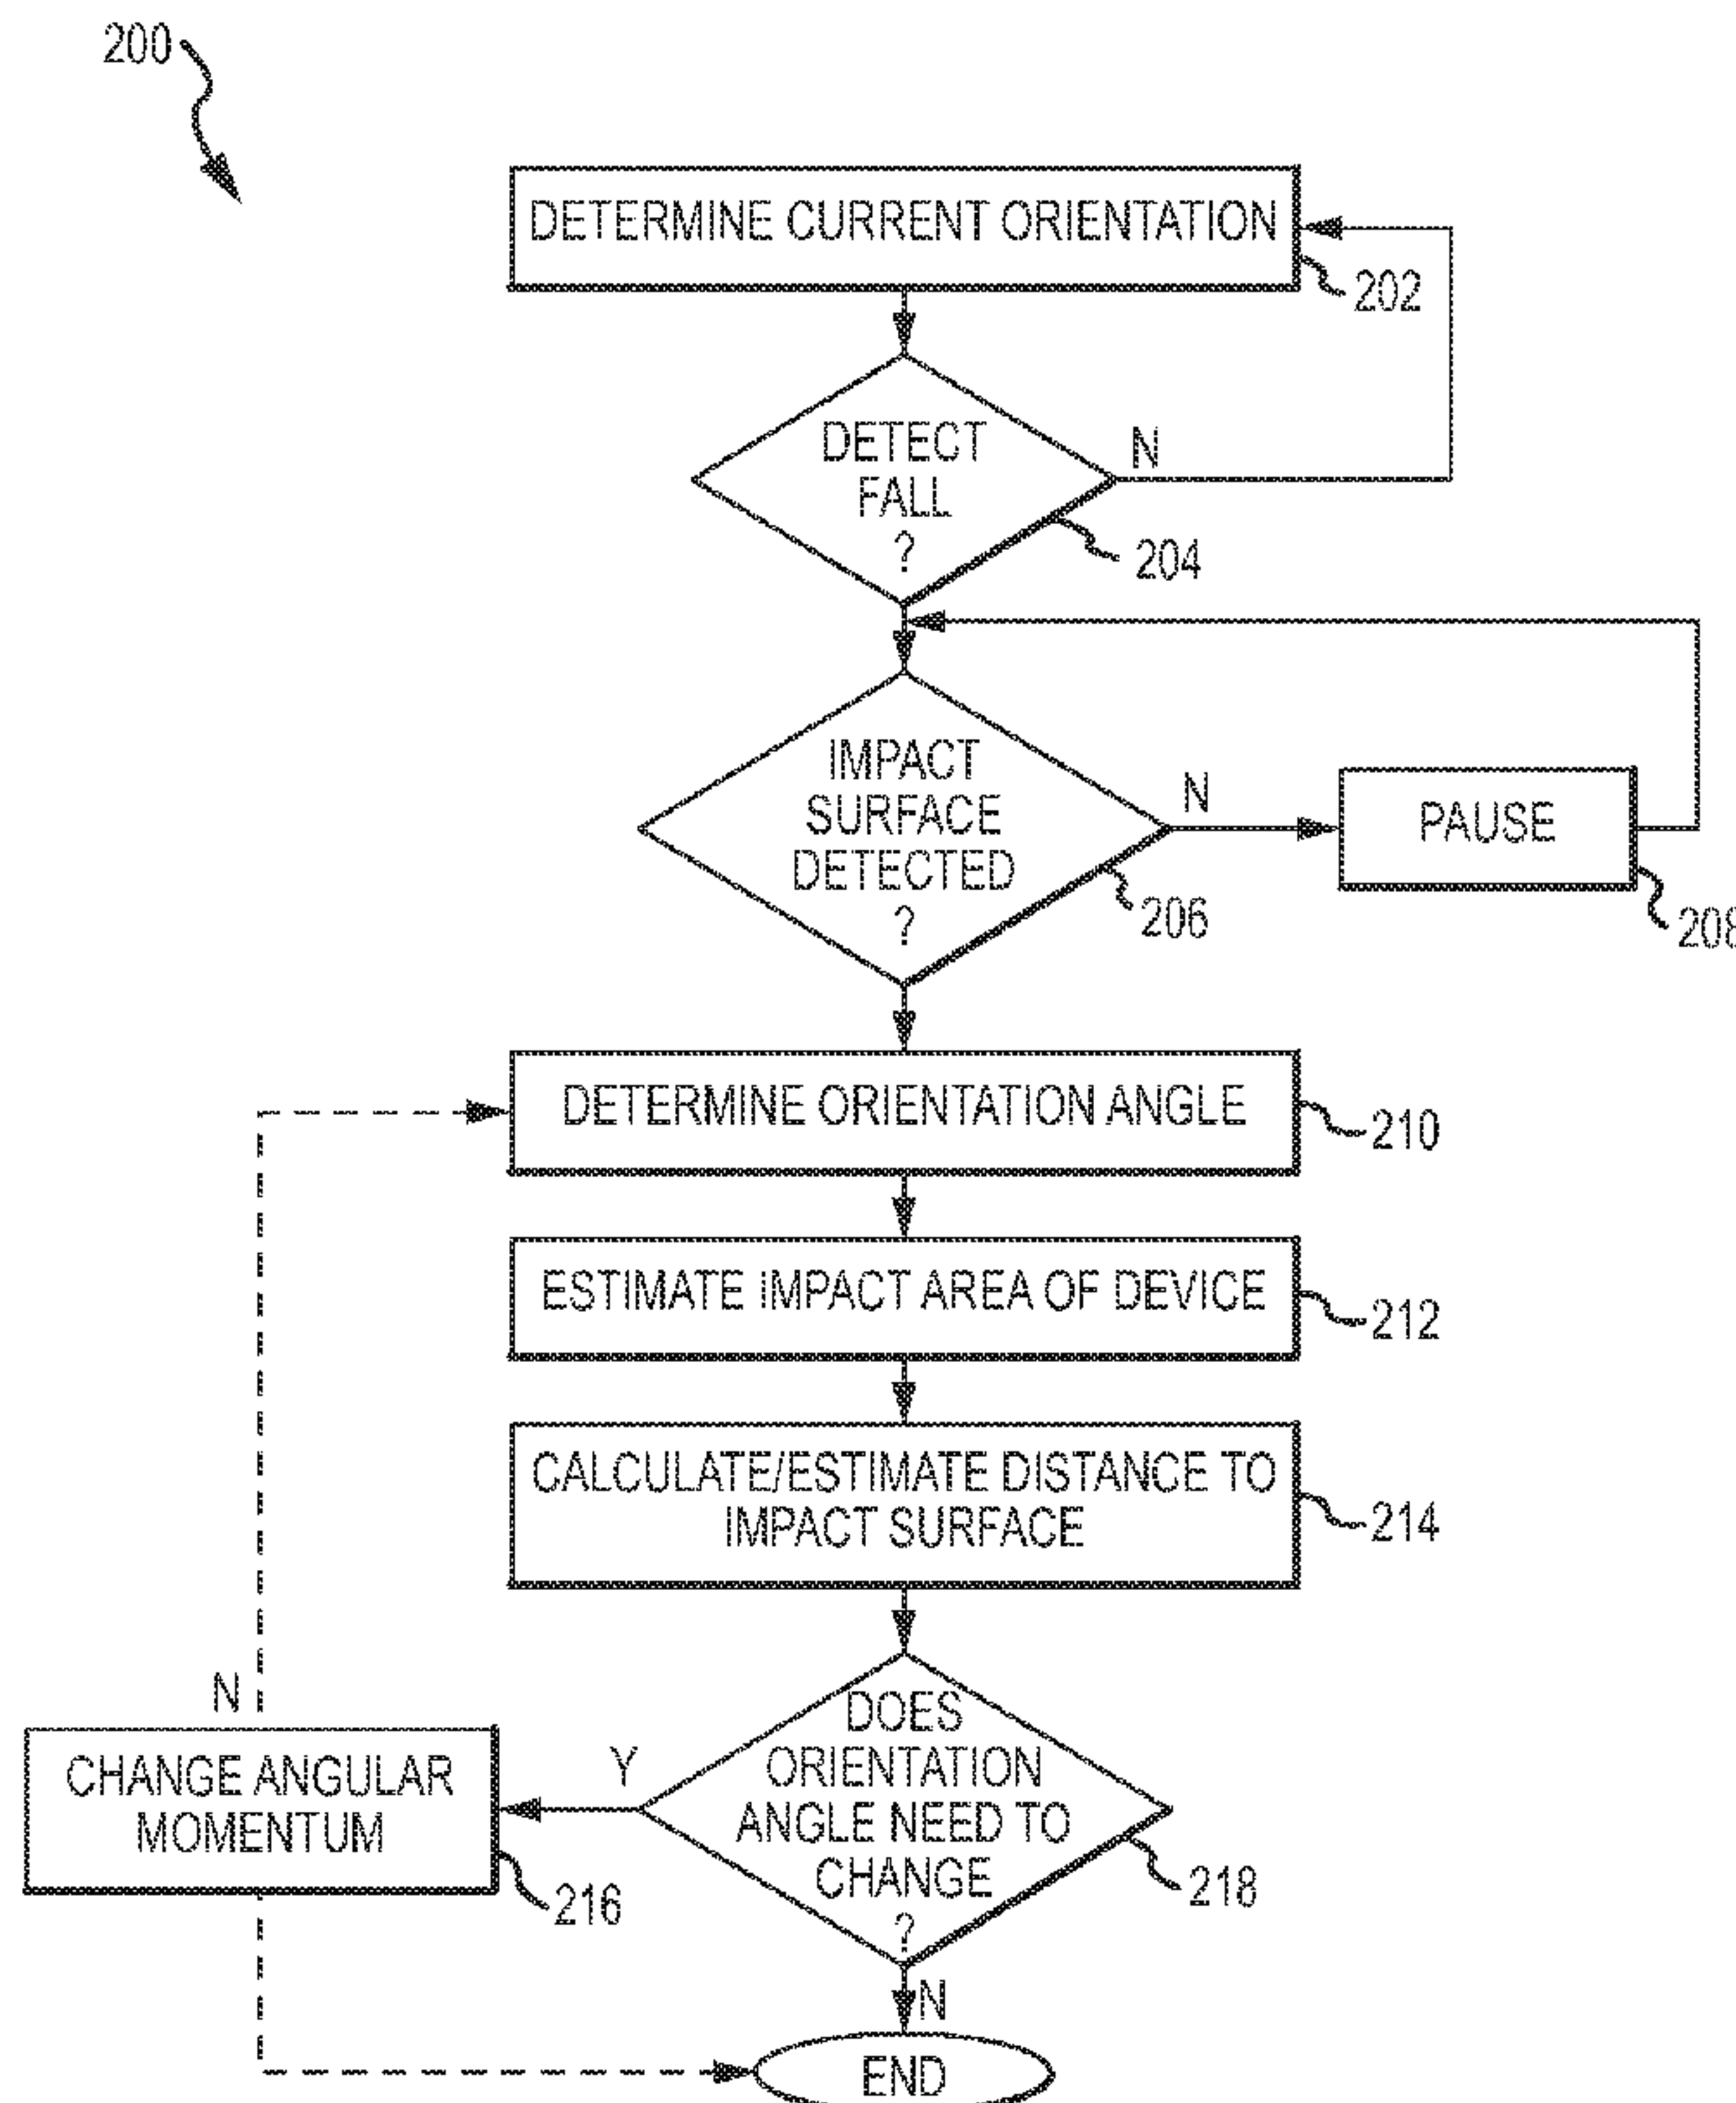 200
DETERMINE CURRENT ORIENTATION
202
DETECT
FALL
?
N
204
IMPACT
SURFACE
DETECTED
?
N
206
PAUSE
208
DETERMINE ORIENTATION ANGLE
210
ESTIMATE IMPACT AREA OF DEVICE
212
CALCULATE/ESTIMATE DISTANCE TO
IMPACT SURFACE
214
DOES
ORIENTATION
ANGLE NEED TO
CHANGE
?
218
Y
N
CHANGE ANGULAR
MOMENTUM
216
N
END